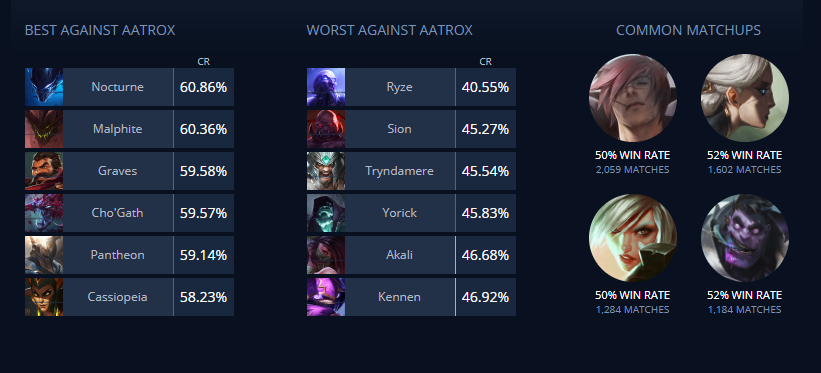 BEST AGAINST AATROX
CR
Nocturne 60.86%
Malphite 60.36%
Graves 59.58%
Cho'Gath 59.57%
Pantheon 59.14%
Cassiopeia 58.23%
WORST AGAINST AATROX
CR
Ryze 40.55%
Sion 45.27%
Tryndamere 45.54%
Yorick 45.83%
Akali 46.68%
Kennen 46.92%
COMMON MATCHUPS
50% WIN RATE
2,059 MATCHES
52% WIN RATE
1,602 MATCHES
50% WIN RATE
1,284 MATCHES
52% WIN RATE
1,184 MATCHES